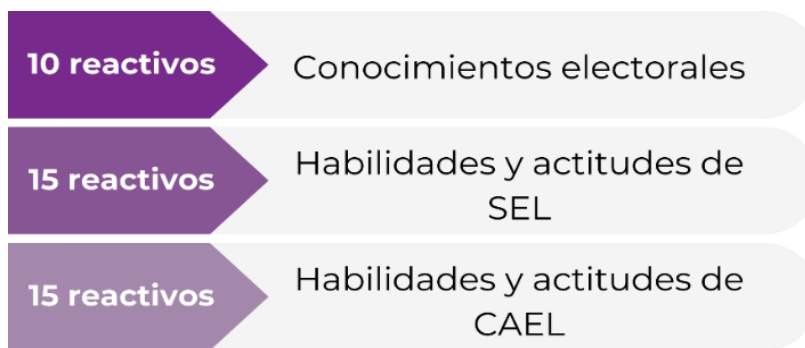 10 reactivos
Conocimientos electorales
15 reactivos
Habilidades y actitudes de
SEL
15 reactivos
Habilidades y actitudes de
CAEL